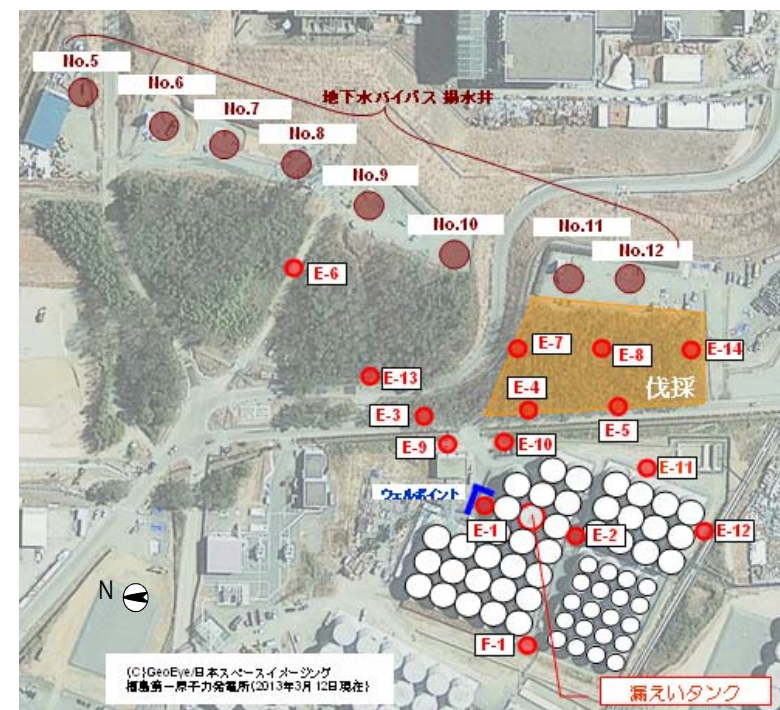 No.5
No.6
No.7
No.8
地下水バイパス 揚水井
No.9
No.10
No.11
No.12
E-6
E-7
E-8
E-14
E-13
E-4
伐採
E-3
E-5
E-9
E-10
E-11
ウェルポイント
E-1
E-2
E-12
N
F-1
(C)GeoEye/日本スペースイメージング
福島第一原子力発電所(2013年3月12日現在)
漏えいタンク